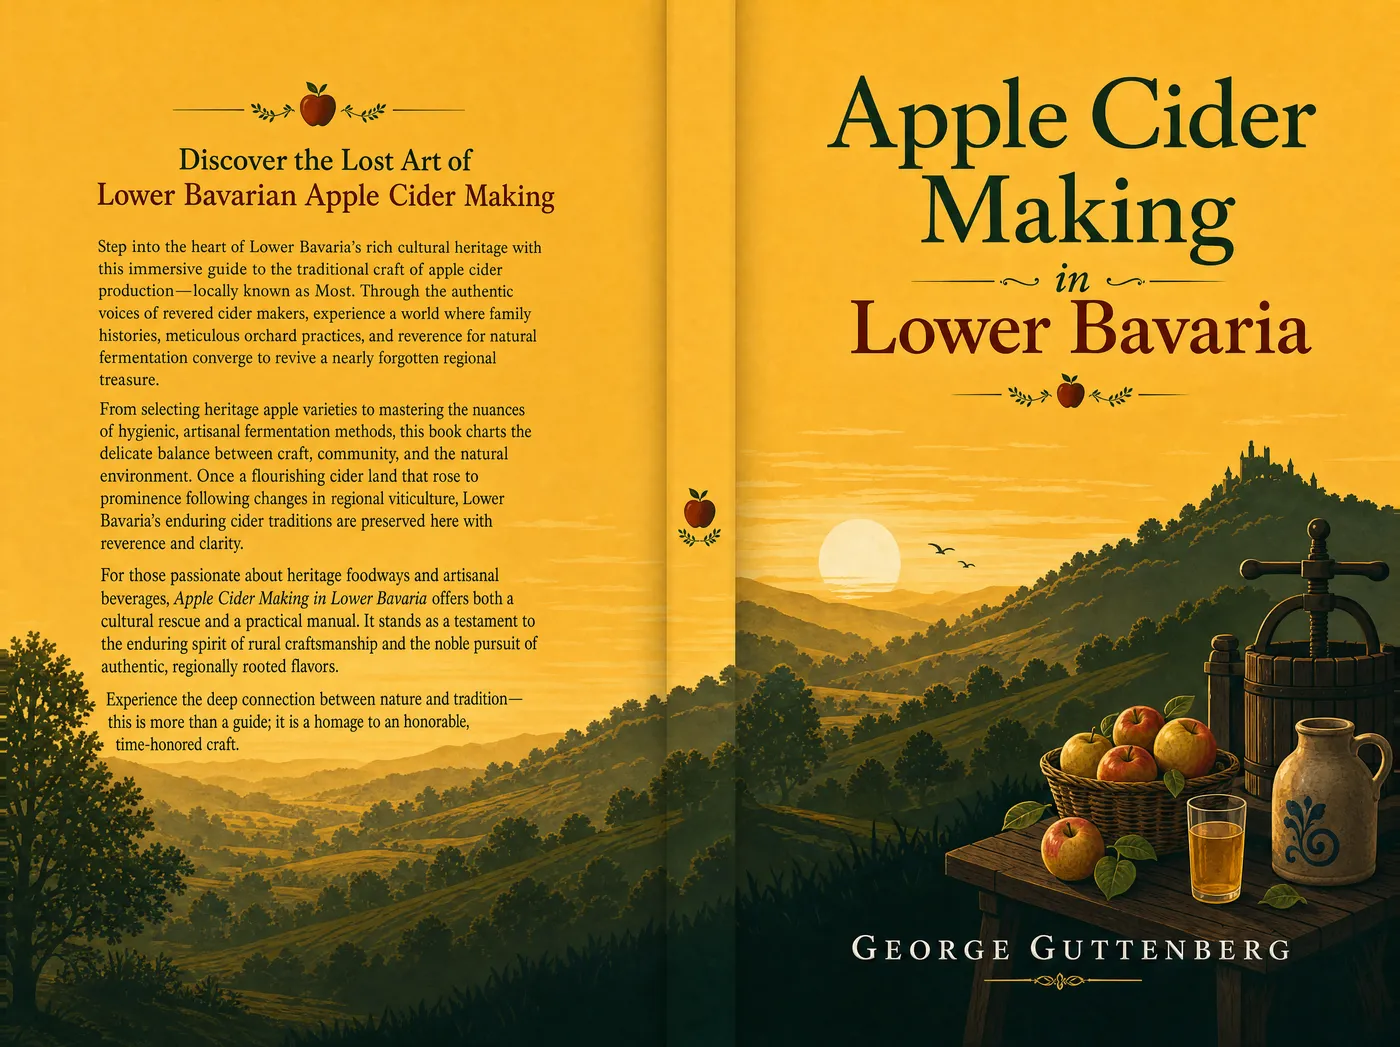 Discover the Lost Art of
Lower Bavarian Apple Cider Making
Step into the heart of Lower Bavaria’s rich cultural heritage with
this immersive guide to the traditional craft of apple cider
production—locally known as Most. Through the authentic
voices of revered cider makers, experience a world where family
histories, meticulous orchard practices, and reverence for natural
fermentation converge to revive a nearly forgotten regional
treasure.
From selecting heritage apple varieties to mastering the nuances
of hygienic, artisanal fermentation methods, this book charts the
delicate balance between craft, community, and the natural
environment. Once a flourishing cider land that rose to
prominence following changes in regional viticulture, Lower
Bavaria’s enduring cider traditions are preserved here with
reverence and clarity.
For those passionate about heritage foodways and artisanal
beverages, Apple Cider Making in Lower Bavaria offers both a
cultural rescue and a practical manual. It stands as a testament to
the enduring spirit of rural craftsmanship and the noble pursuit of
authentic, regionally rooted flavors.
Experience the deep connection between nature and tradition—
this is more than a guide; it is a homage to an honorable,
time-honored craft.
Apple Cider
Making
in
Lower Bavaria
George Guttenberg